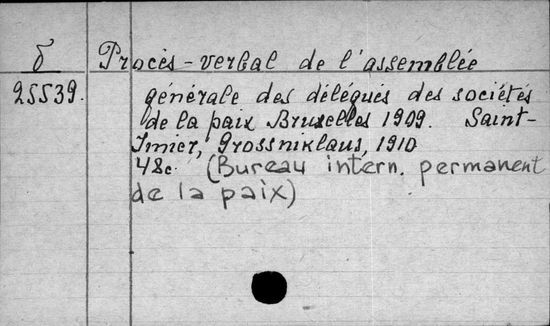 δ Procès-verbal de l'assemblée
25539. générale des délégués des sociétés
de la paix Bruxelles 1909. Saint-
Imier, Grossniklaus, 1910
48c. (Bureau intern. permanent
de la paix)